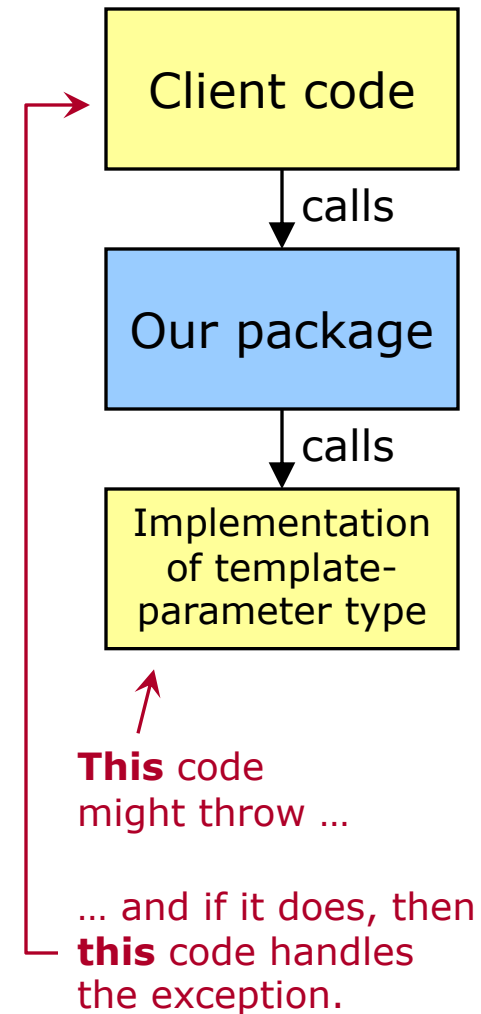 Client code
calls
Our package
calls
Implementation
of template-
parameter type
This code
might throw …
… and if it does, then
this code handles
the exception.